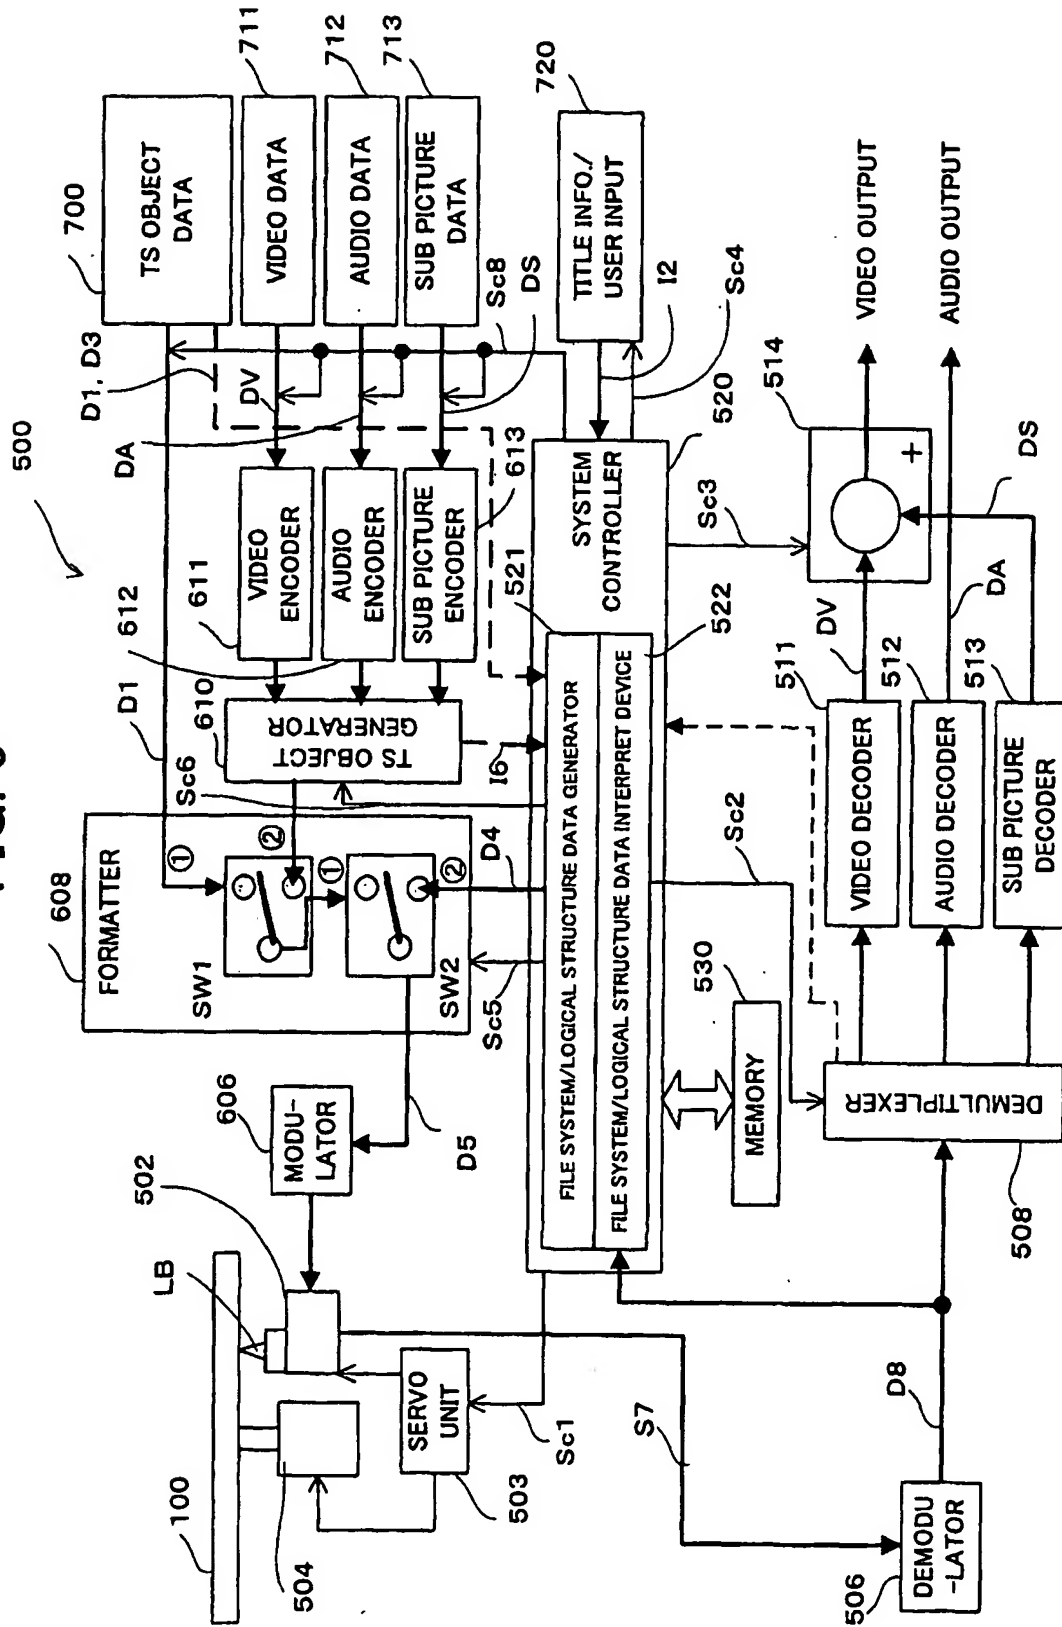 500
100
LB
502
504
SERVO
UNIT
503
Sc1
606
MODU-
LATOR
D5
608
FORMATTER
SW1
SW2
①
②
①
②
Sc5
D4
Sc6
D1
610
TS OBJECT
GENERATOR
I6
612
611
VIDEO
ENCODER
AUDIO
ENCODER
SUB PICTURE
ENCODER
613
DA
DV
D1, D3
700
TS OBJECT
DATA
711
VIDEO DATA
712
AUDIO DATA
713
SUB PICTURE
DATA
Sc8
DS
720
TITLE INFO./
USER INPUT
I2
Sc4
520
SYSTEM
CONTROLLER
521
FILE SYSTEM/LOGICAL STRUCTURE DATA GENERATOR
522
FILE SYSTEM/LOGICAL STRUCTURE DATA INTERPRET DEVICE
530
MEMORY
Sc2
Sc3
S7
506
DEMODU
-LATOR
D8
508
DEMULTIPLEXER
511
VIDEO DECODER
512
AUDIO DECODER
513
SUB PICTURE
DECODER
DV
DA
DS
514
+
VIDEO OUTPUT
AUDIO OUTPUT